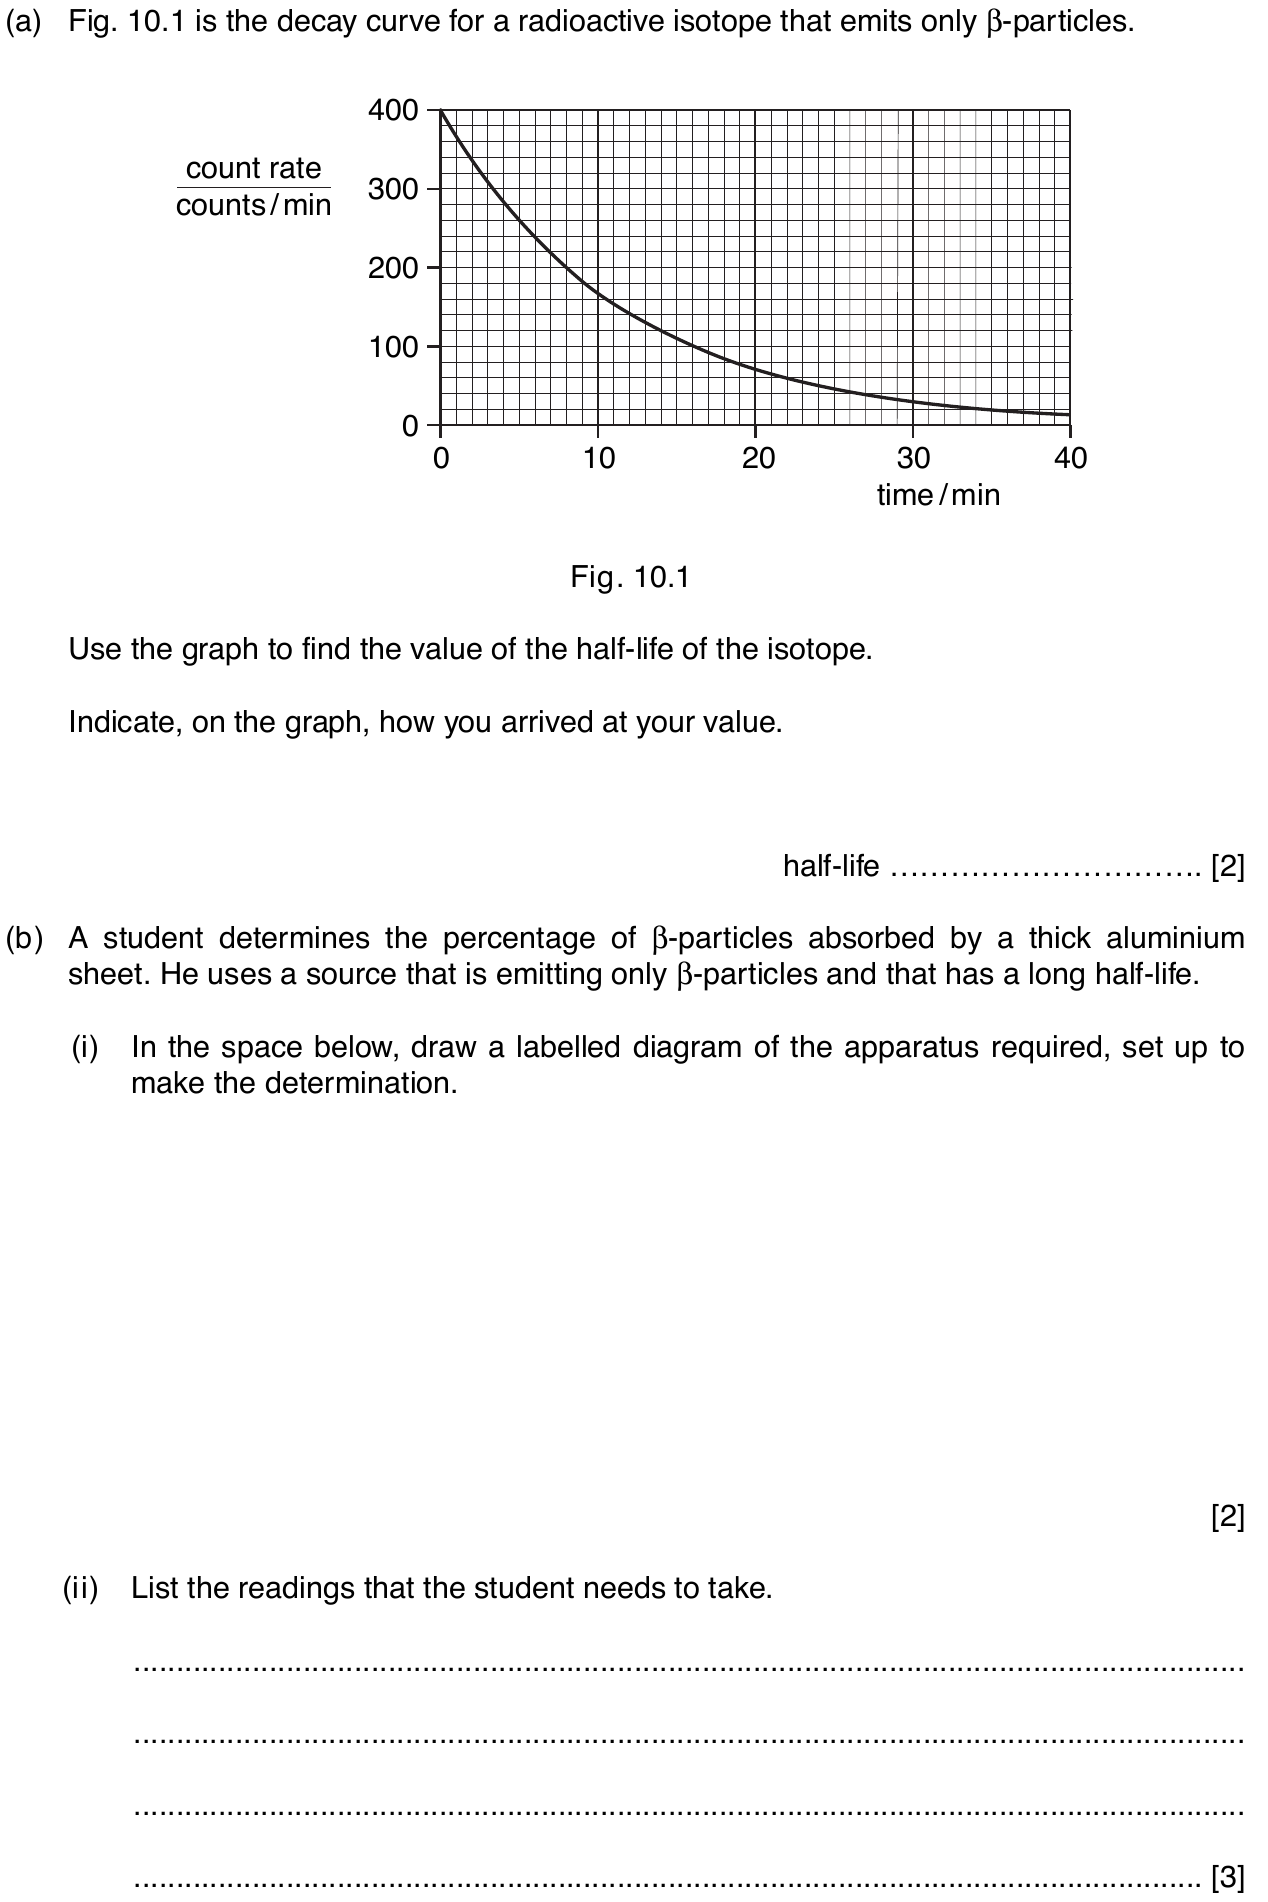 (a) Fig. 10.1 is the decay curve for a radioactive isotope that emits only β-particles.
400
count rate
counts / min
300
200
100
0
0 10 20 30 40
time / min
Fig. 10.1
Use the graph to find the value of the half-life of the isotope.
Indicate, on the graph, how you arrived at your value.
half-life ................................ [2]
(b) A student determines the percentage of β-particles absorbed by a thick aluminium
sheet. He uses a source that is emitting only β-particles and that has a long half-life.
(i) In the space below, draw a labelled diagram of the apparatus required, set up to
make the determination.
[2]
(ii) List the readings that the student needs to take.
..........................................................................................................................
..........................................................................................................................
..........................................................................................................................
..................................................................................................................... [3]